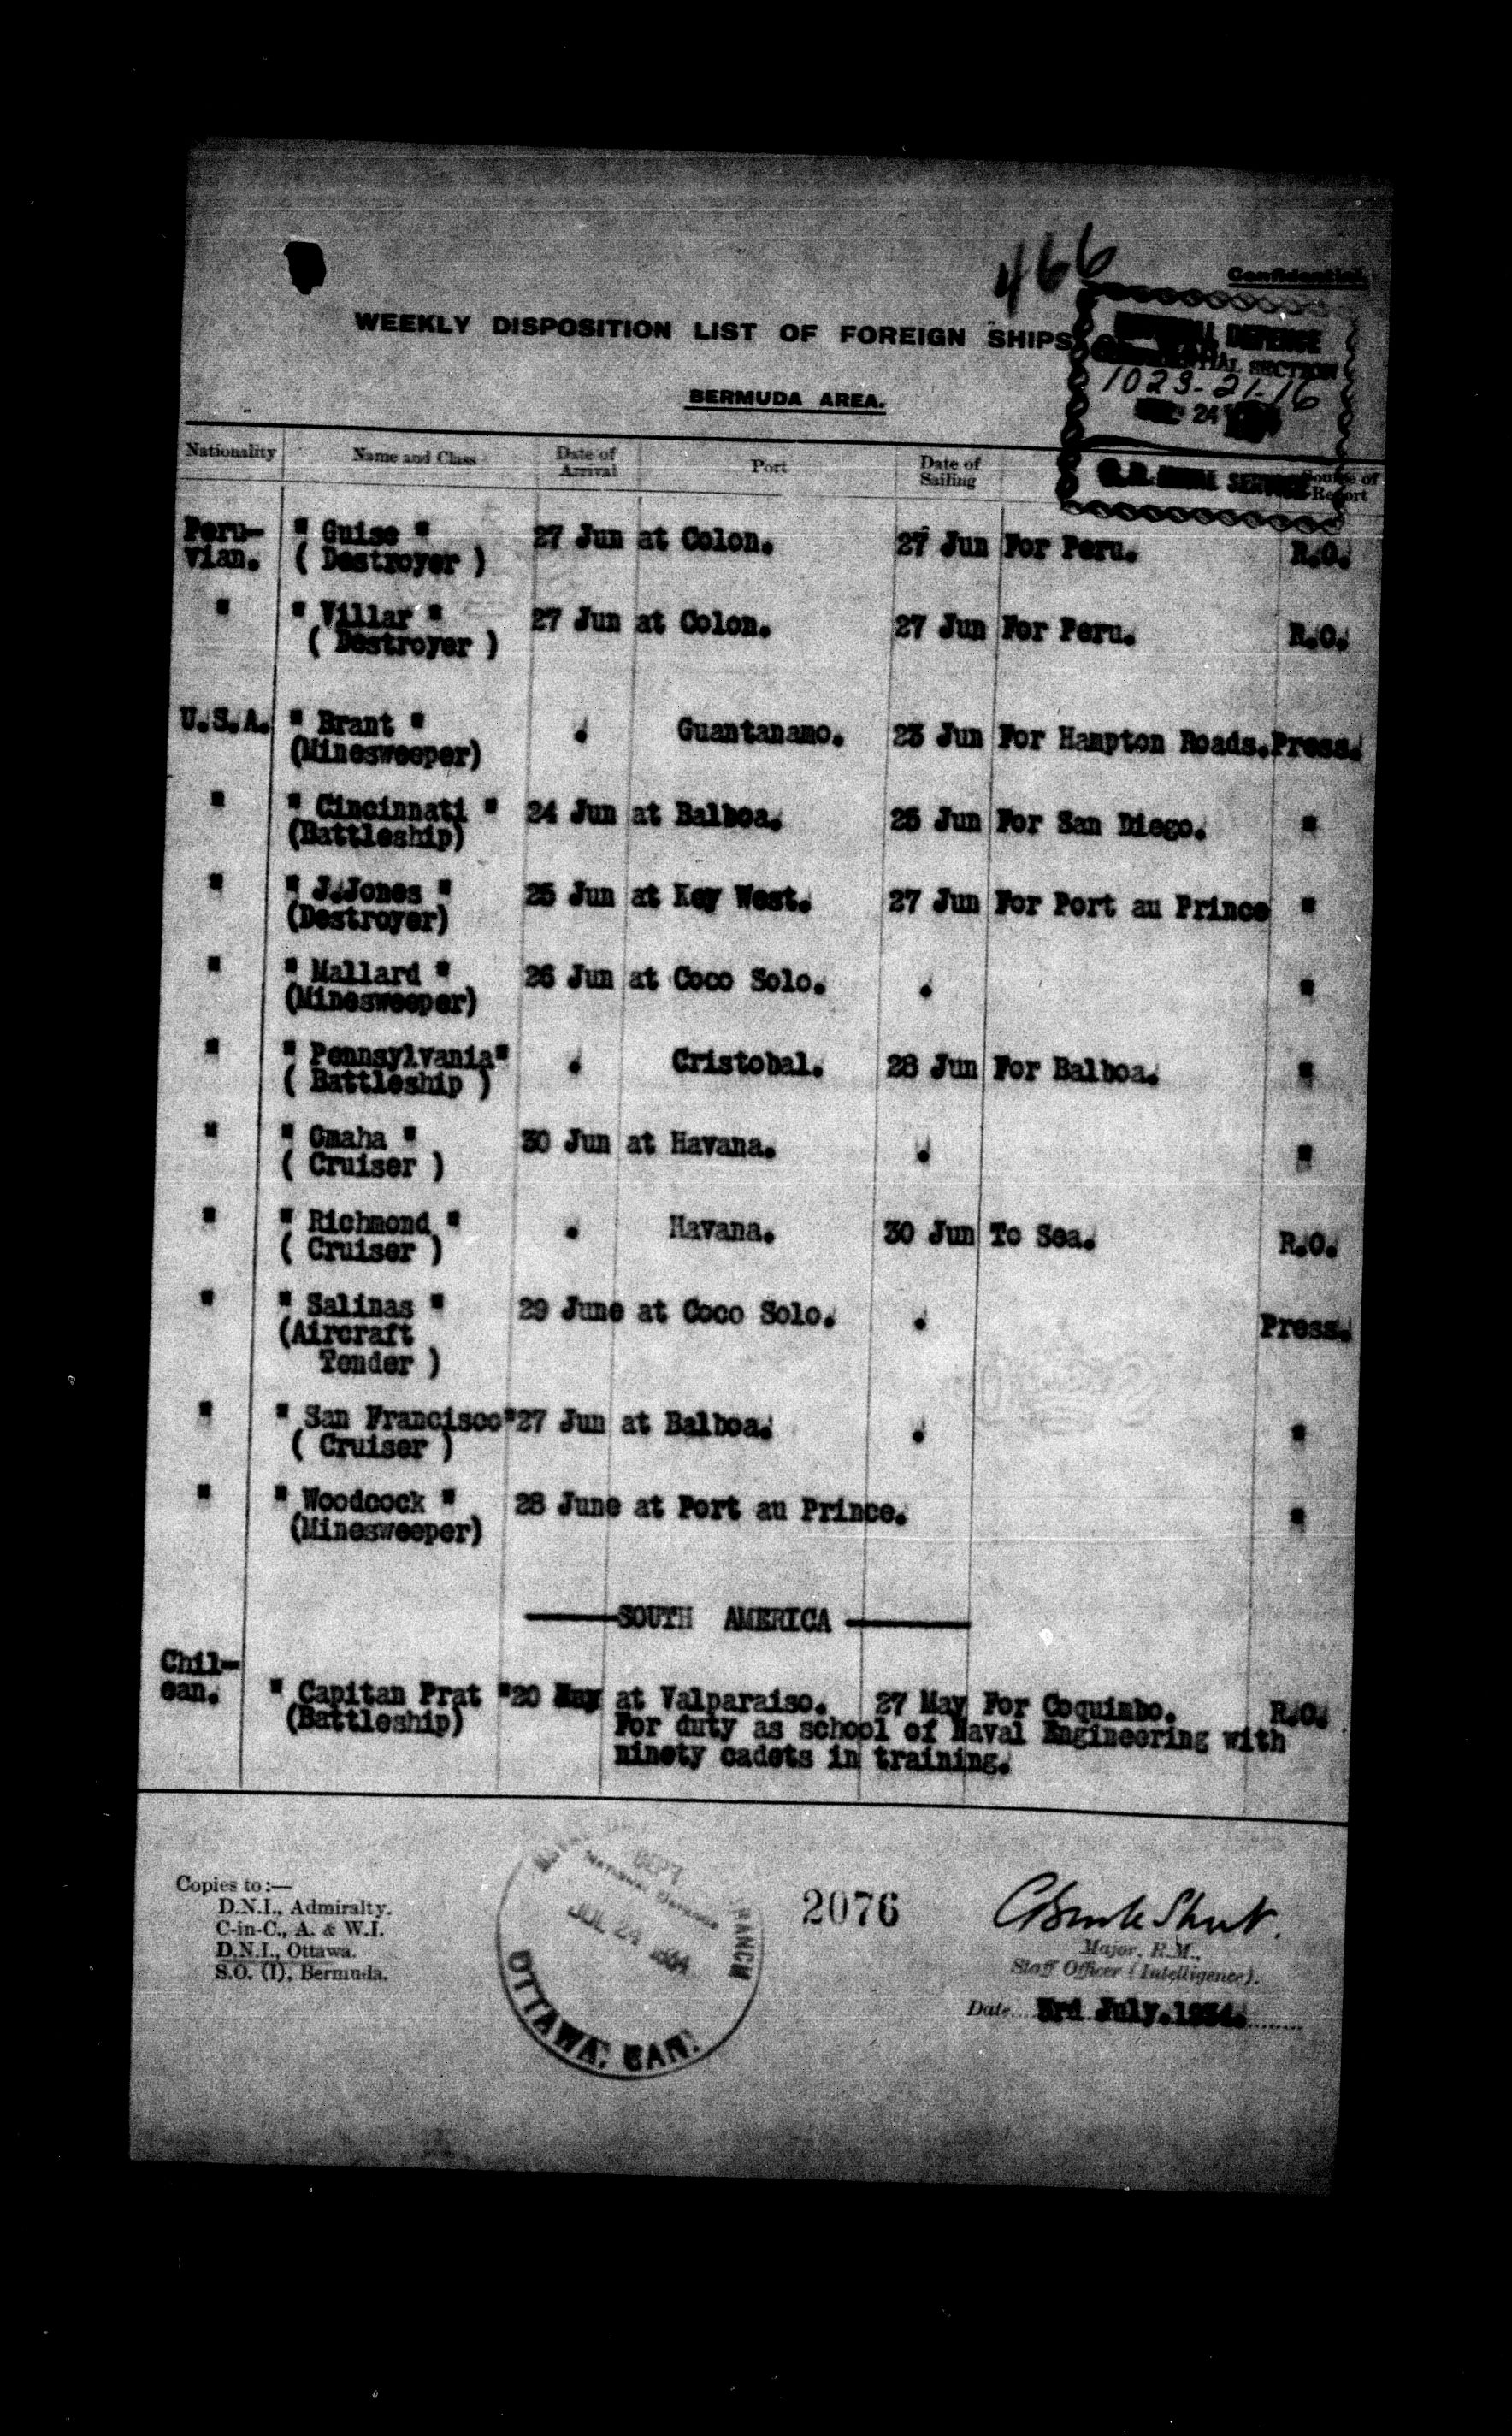 466
Confidential.
WEEKLY DISPOSITION LIST OF FOREIGN SHIPS
DEFENCE
SECTION
1023-21-16
24
BERMUDA AREA.
Nationality Name and Class Date of Arrival Port Date of Sailing Source of Report
Peru- " Guise " 27 Jun at Colon. 27 Jun For Peru. R.O.
vian. ( Destroyer )
" " Villar " 27 Jun at Colon. 27 Jun For Peru. R.O.
( Destroyer )
U.S.A. " Brant " . Guantanamo. 23 Jun For Hampton Roads. Press.
(Minesweeper)
" " Cincinnati " 24 Jun at Balboa. 25 Jun For San Diego. "
(Battleship)
" " J.Jones " 25 Jun at Key West. 27 Jun For Port au Prince "
(Destroyer)
" " Mallard " 26 Jun at Coco Solo. . "
(Minesweeper)
" " Pennsylvania" . Cristobal. 28 Jun For Balboa. "
( Battleship )
" " Omaha " 30 Jun at Havana. . "
( Cruiser )
" " Richmond " . Havana. 30 Jun To Sea. R.O.
( Cruiser )
" " Salinas " 29 June at Coco Solo. . Press.
(Aircraft
Tender )
" " San Francisco" 27 Jun at Balboa. . "
( Cruiser )
" " Woodcock " 28 June at Port au Prince. "
(Minesweeper)
SOUTH AMERICA
Chil-
ean. " Capitan Prat " 20 May at Valparaiso. 27 May For Coquimbo. R.O.
(Battleship) For duty as school of Naval Engineering with
ninety cadets in training.
Copies to :—
D.N.I., Admiralty.
C-in-C., A. & W.I.
D.N.I., Ottawa.
S.O. (I), Bermuda.
DEPT
NATIONAL DEFENCE
JUL 24 1934
OTTAWA, CAN.
2076
Major, R.M.,
Staff Officer (Intelligence).
Date 3rd July.1934.